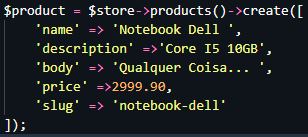 $product = $store->products()->create([
'name' => 'Notebook Dell ',
'description' =>'Core I5 10GB',
'body' => 'Qualquer Coisa... ',
'price' =>2999.90,
'slug' => 'notebook-dell'
]);